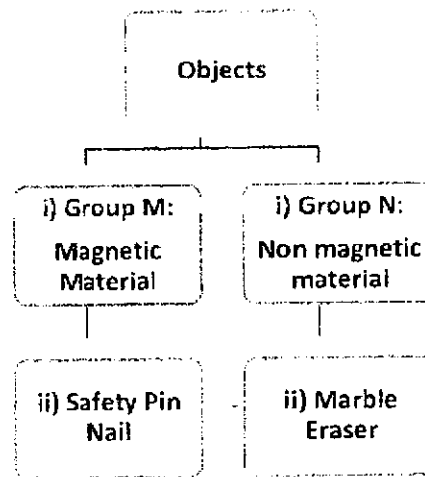 Objects
i) Group M:
Magnetic
Material
i) Group N:
Non magnetic
material
ii) Safety Pin
Nail
ii) Marble
Eraser